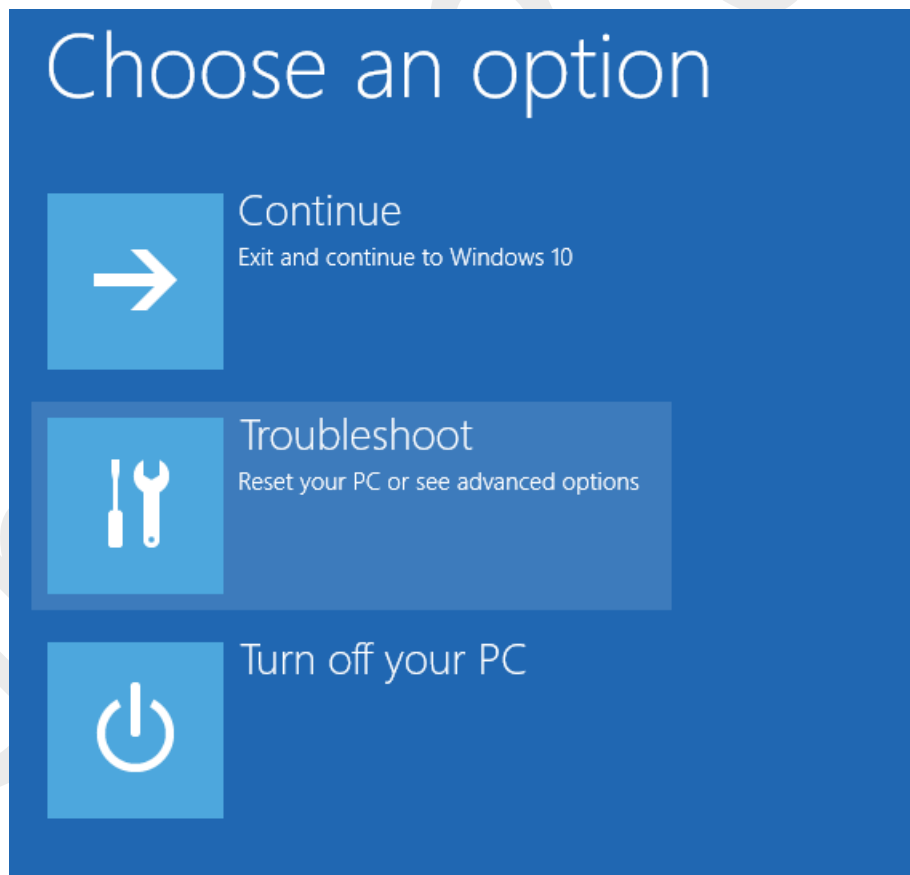 Choose an option
Continue
Exit and continue to Windows 10
Troubleshoot
Reset your PC or see advanced options
Turn off your PC